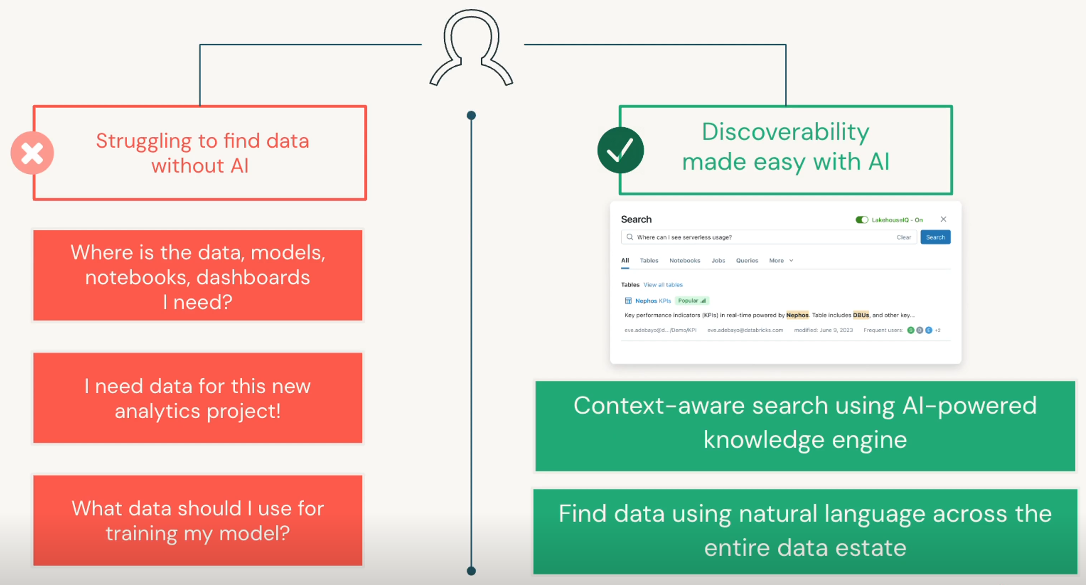 Struggling to find data
without AI
Where is the data, models,
notebooks, dashboards
I need?
I need data for this new
analytics project!
What data should I use for
training my model?
Discoverability
made easy with AI
Search
LakehouseIQ - On
Where can I see serverless usage?
Clear
Search
All Tables Notebooks Jobs Queries More
Tables View all tables
Nephos KPIs Popular
Key performance indicators (KPIs) in real-time powered by Nephos. Table includes DBUs, and other key...
eve.adebayo@d.../Demo/KPI eve.adebayo@databricks.com modified: June 9, 2023 Frequent users: +2
Context-aware search using AI-powered
knowledge engine
Find data using natural language across the
entire data estate